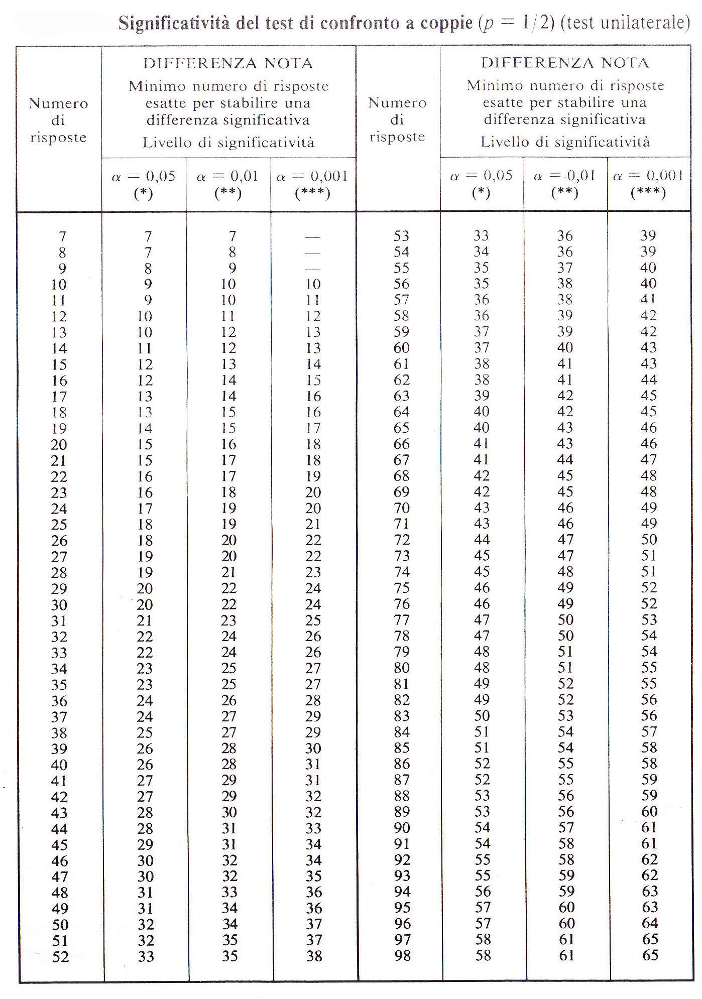 Significatività del test di confronto a coppie (p = 1/2) (test unilaterale)
Numero
di
risposte
DIFFERENZA NOTA
Minimo numero di risposte
esatte per stabilire una
differenza significativa
Livello di significatività
α = 0,05 α = 0,01 α = 0,001
(*) (**) (***)
Numero
di
risposte
DIFFERENZA NOTA
Minimo numero di risposte
esatte per stabilire una
differenza significativa
Livello di significatività
α = 0,05 α = 0,01 α = 0,001
(*) (**) (***)
7 7 7 — 53 33 36 39
8 7 8 — 54 34 36 39
9 8 9 — 55 35 37 40
10 9 10 10 56 35 38 40
11 9 10 11 57 36 38 41
12 10 11 12 58 36 39 42
13 10 12 13 59 37 39 42
14 11 12 13 60 37 40 43
15 12 13 14 61 38 41 43
16 12 14 15 62 38 41 44
17 13 14 16 63 39 42 45
18 13 15 16 64 40 42 45
19 14 15 17 65 40 43 46
20 15 16 18 66 41 43 46
21 15 17 18 67 41 44 47
22 16 17 19 68 42 45 48
23 16 18 20 69 42 45 48
24 17 19 20 70 43 46 49
25 18 19 21 71 43 46 49
26 18 20 22 72 44 47 50
27 19 20 22 73 45 47 51
28 19 21 23 74 45 48 51
29 20 22 24 75 46 49 52
30 20 22 24 76 46 49 52
31 21 23 25 77 47 50 53
32 22 24 26 78 47 50 54
33 22 24 26 79 48 51 54
34 23 25 27 80 48 51 55
35 23 25 27 81 49 52 55
36 24 26 28 82 49 52 56
37 24 27 29 83 50 53 56
38 25 27 29 84 51 54 57
39 26 28 30 85 51 54 58
40 26 28 31 86 52 55 58
41 27 29 31 87 52 55 59
42 27 29 32 88 53 56 59
43 28 30 32 89 53 56 60
44 28 31 33 90 54 57 61
45 29 31 34 91 54 58 61
46 30 32 34 92 55 58 62
47 30 32 35 93 55 59 62
48 31 33 36 94 56 59 63
49 31 34 36 95 57 60 63
50 32 34 37 96 57 60 64
51 32 35 37 97 58 61 65
52 33 35 38 98 58 61 65